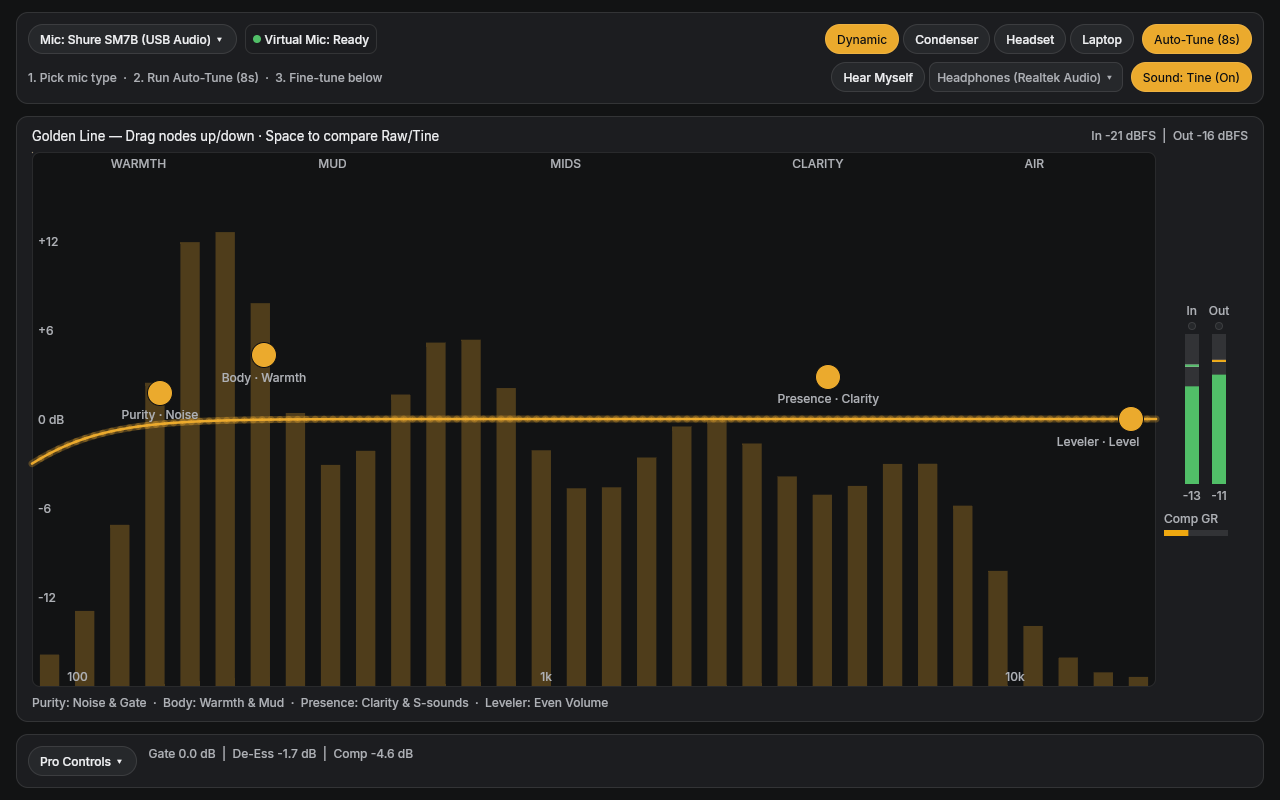 Mic: Shure SM7B (USB Audio) ▾
Virtual Mic: Ready
Dynamic
Condenser
Headset
Laptop
Auto-Tune (8s)
1. Pick mic type · 2. Run Auto-Tune (8s) · 3. Fine-tune below
Hear Myself
Headphones (Realtek Audio) ▾
Sound: Tine (On)
Golden Line — Drag nodes up/down · Space to compare Raw/Tine
In -21 dBFS | Out -16 dBFS
WARMTH
MUD
MIDS
CLARITY
AIR
+12
+6
0 dB
-6
-12
Body · Warmth
Purity · Noise
Presence · Clarity
Leveler · Level
100
1k
10k
In
Out
-13
-11
Comp GR
Purity: Noise & Gate · Body: Warmth & Mud · Presence: Clarity & S-sounds · Leveler: Even Volume
Pro Controls ▾
Gate 0.0 dB | De-Ess -1.7 dB | Comp -4.6 dB